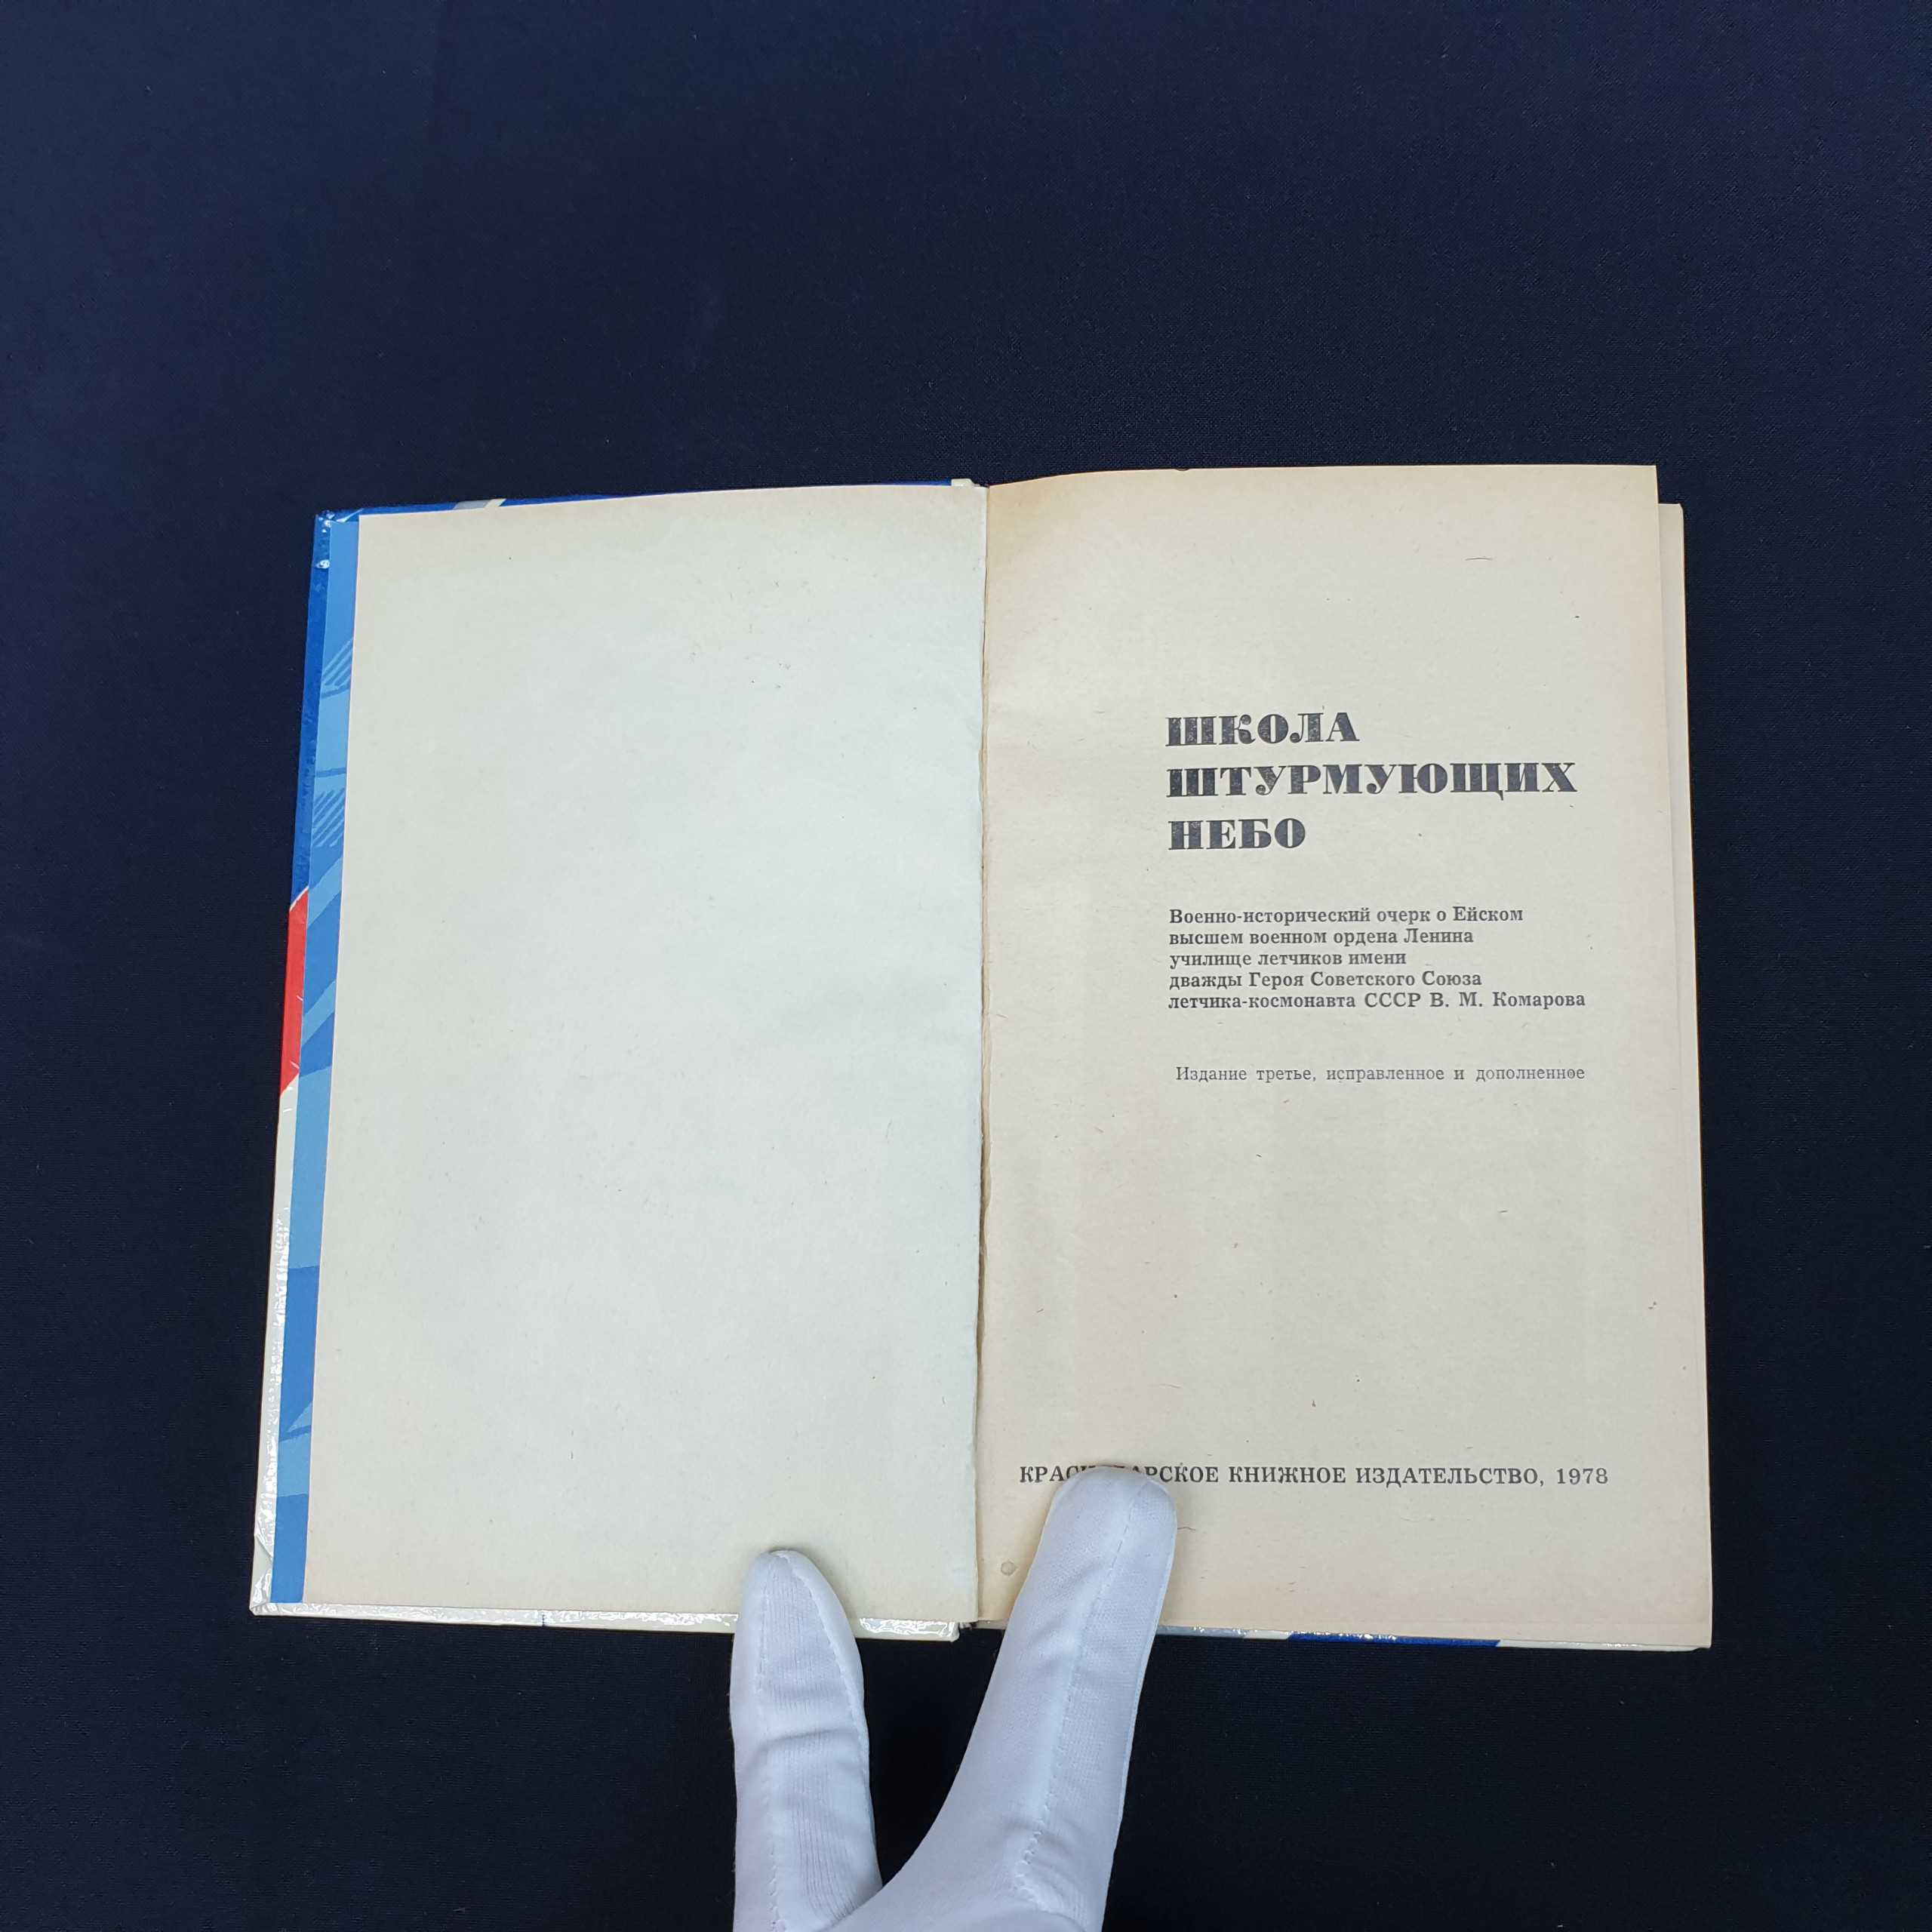 ШКОЛА
ШТУРМУЮЩИХ
НЕБО
Военно-исторический очерк о Ейском
высшем военном ордена Ленина
училище летчиков имени
дважды Героя Советского Союза
летчика-космонавта СССР В. М. Комарова
Издание третье, исправленное и дополненное
КНИЖНОЕ ИЗДАТЕЛЬСТВО, 1978